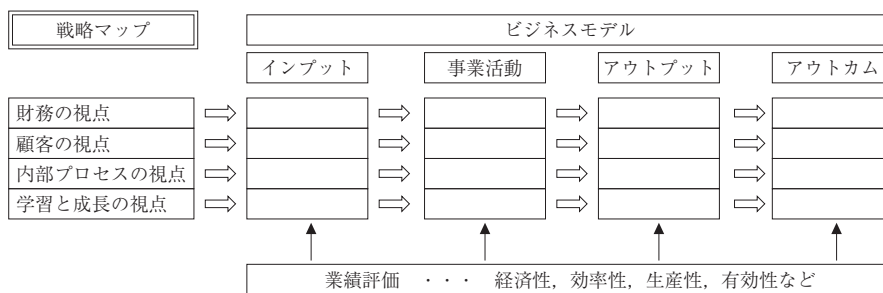 戦略マップ
ビジネスモデル
インプット
事業活動
アウトプット
アウトカム
財務の視点
顧客の視点
内部プロセスの視点
学習と成長の視点
業績評価 ・・・ 経済性，効率性，生産性，有効性など